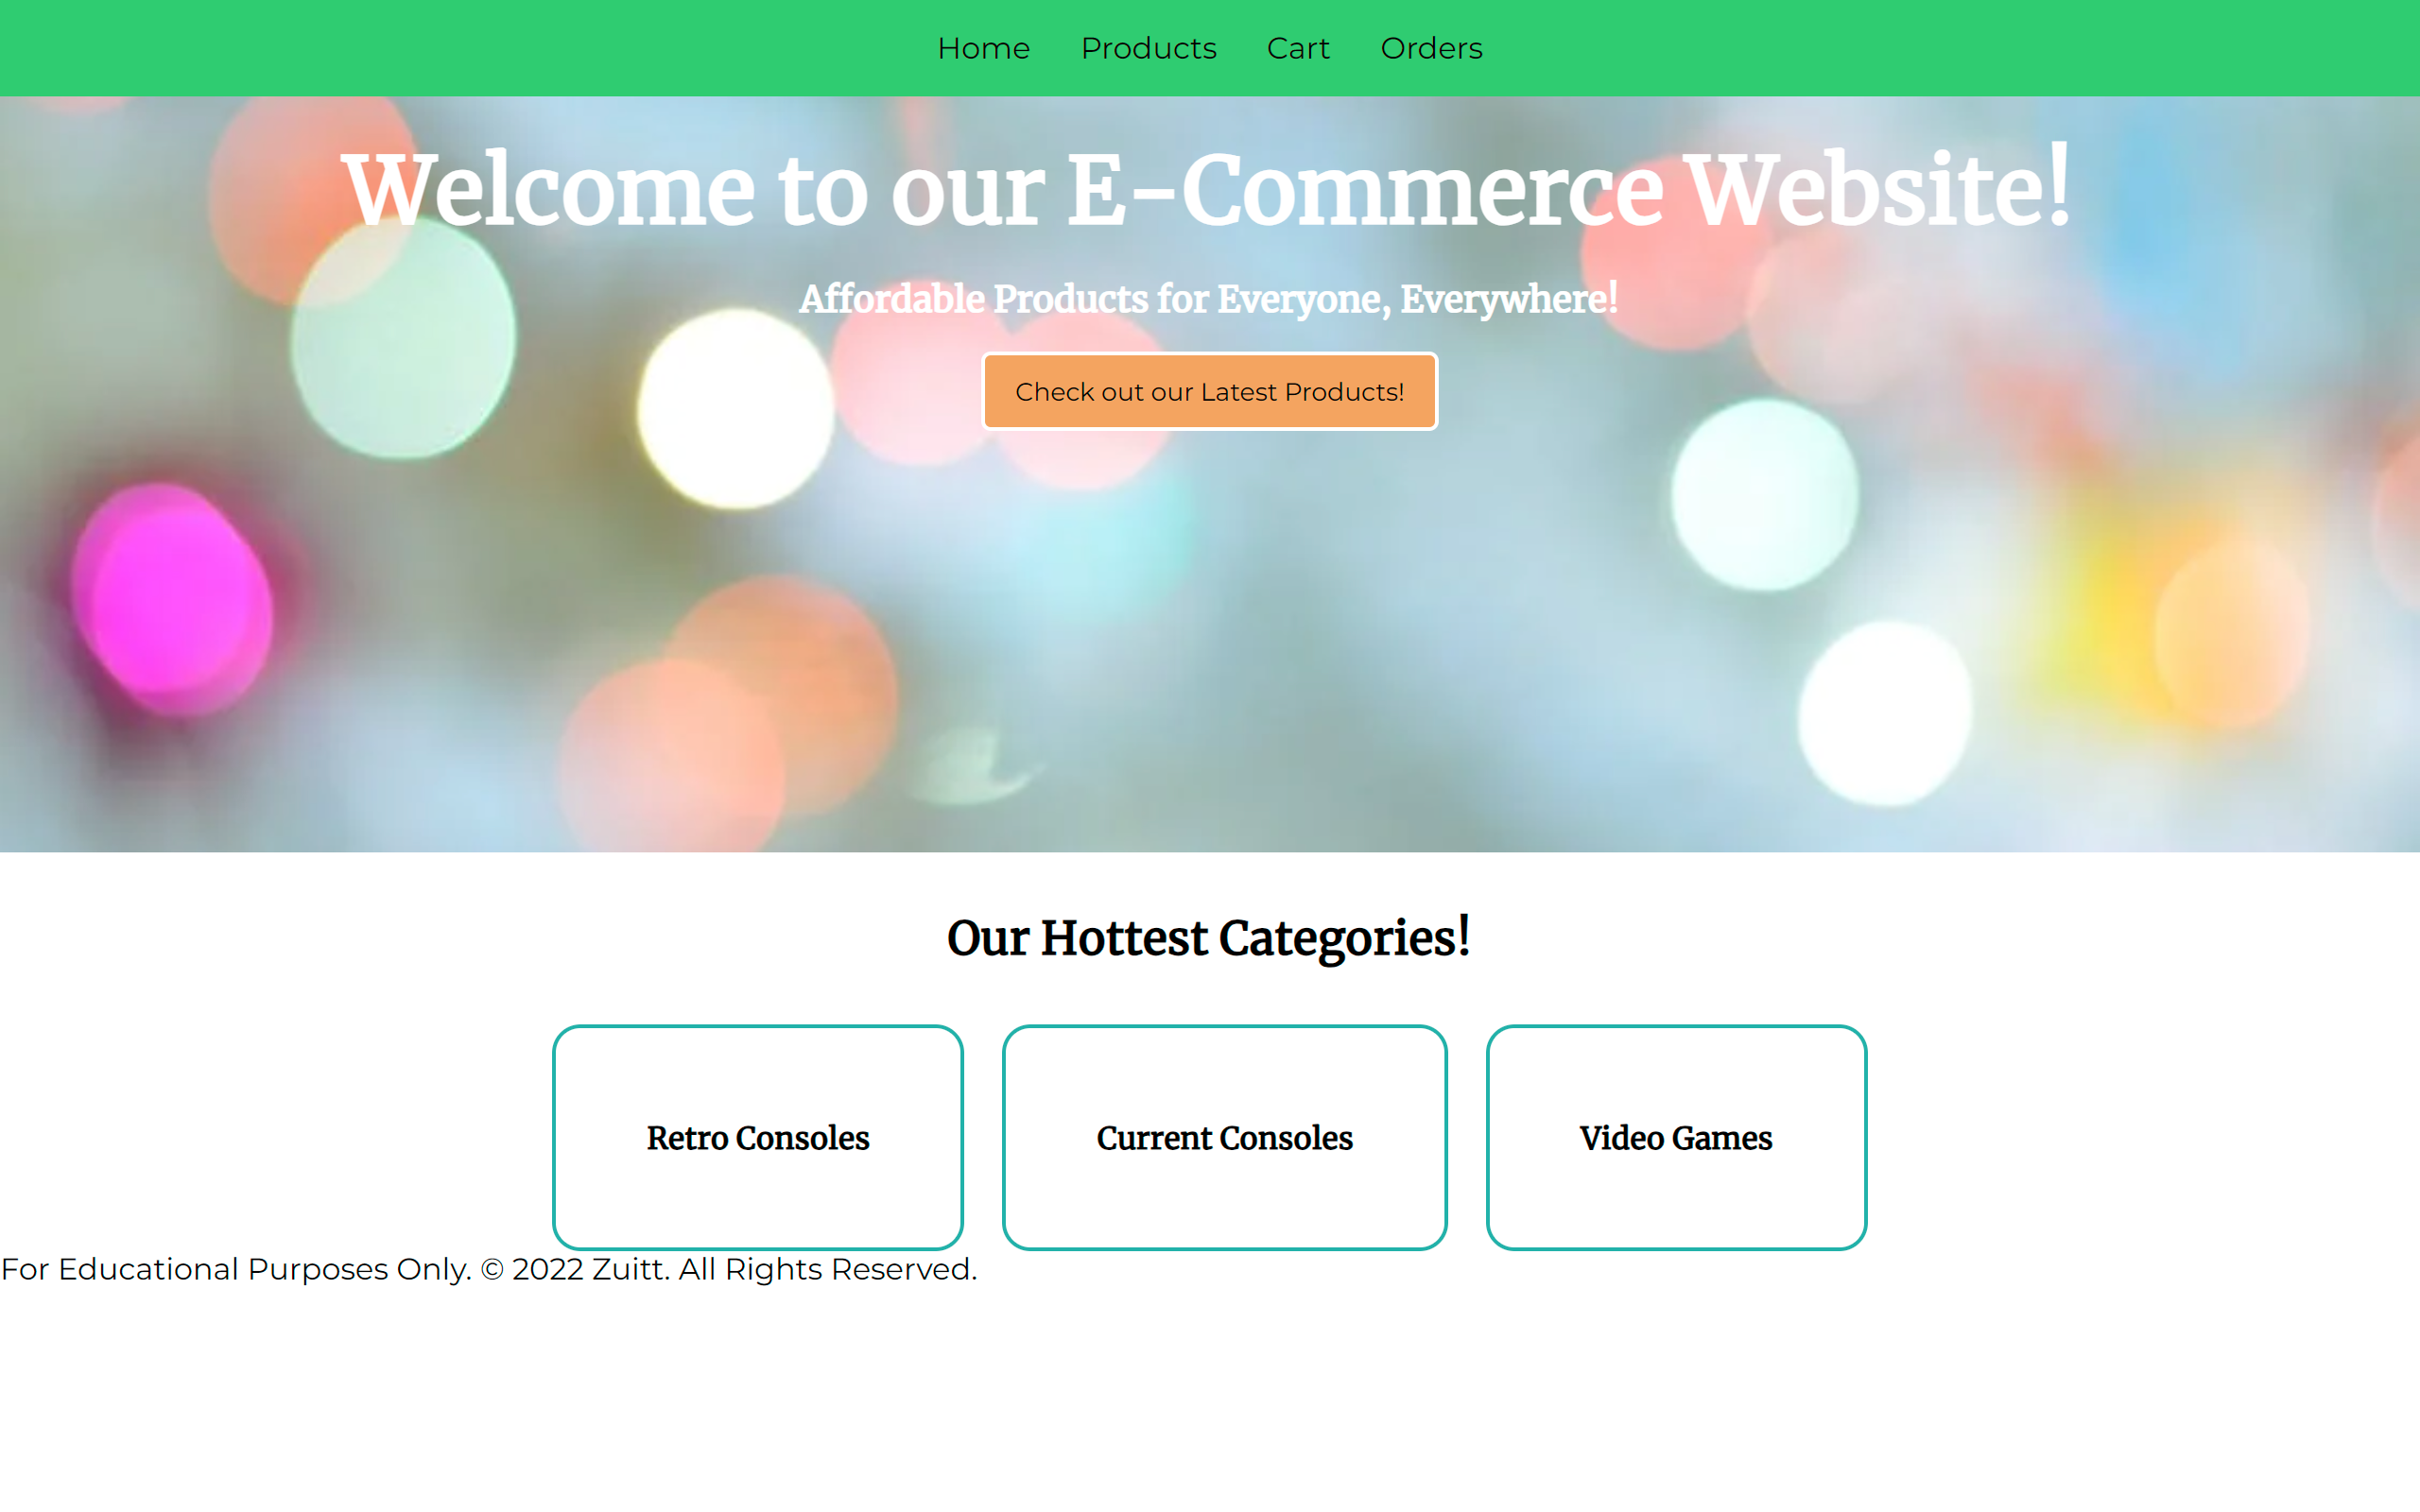 Home Products Cart Orders
Welcome to our E-Commerce Website!
Affordable Products for Everyone, Everywhere!
Check out our Latest Products!
Our Hottest Categories!
Retro Consoles
Current Consoles
Video Games
For Educational Purposes Only. © 2022 Zuitt. All Rights Reserved.